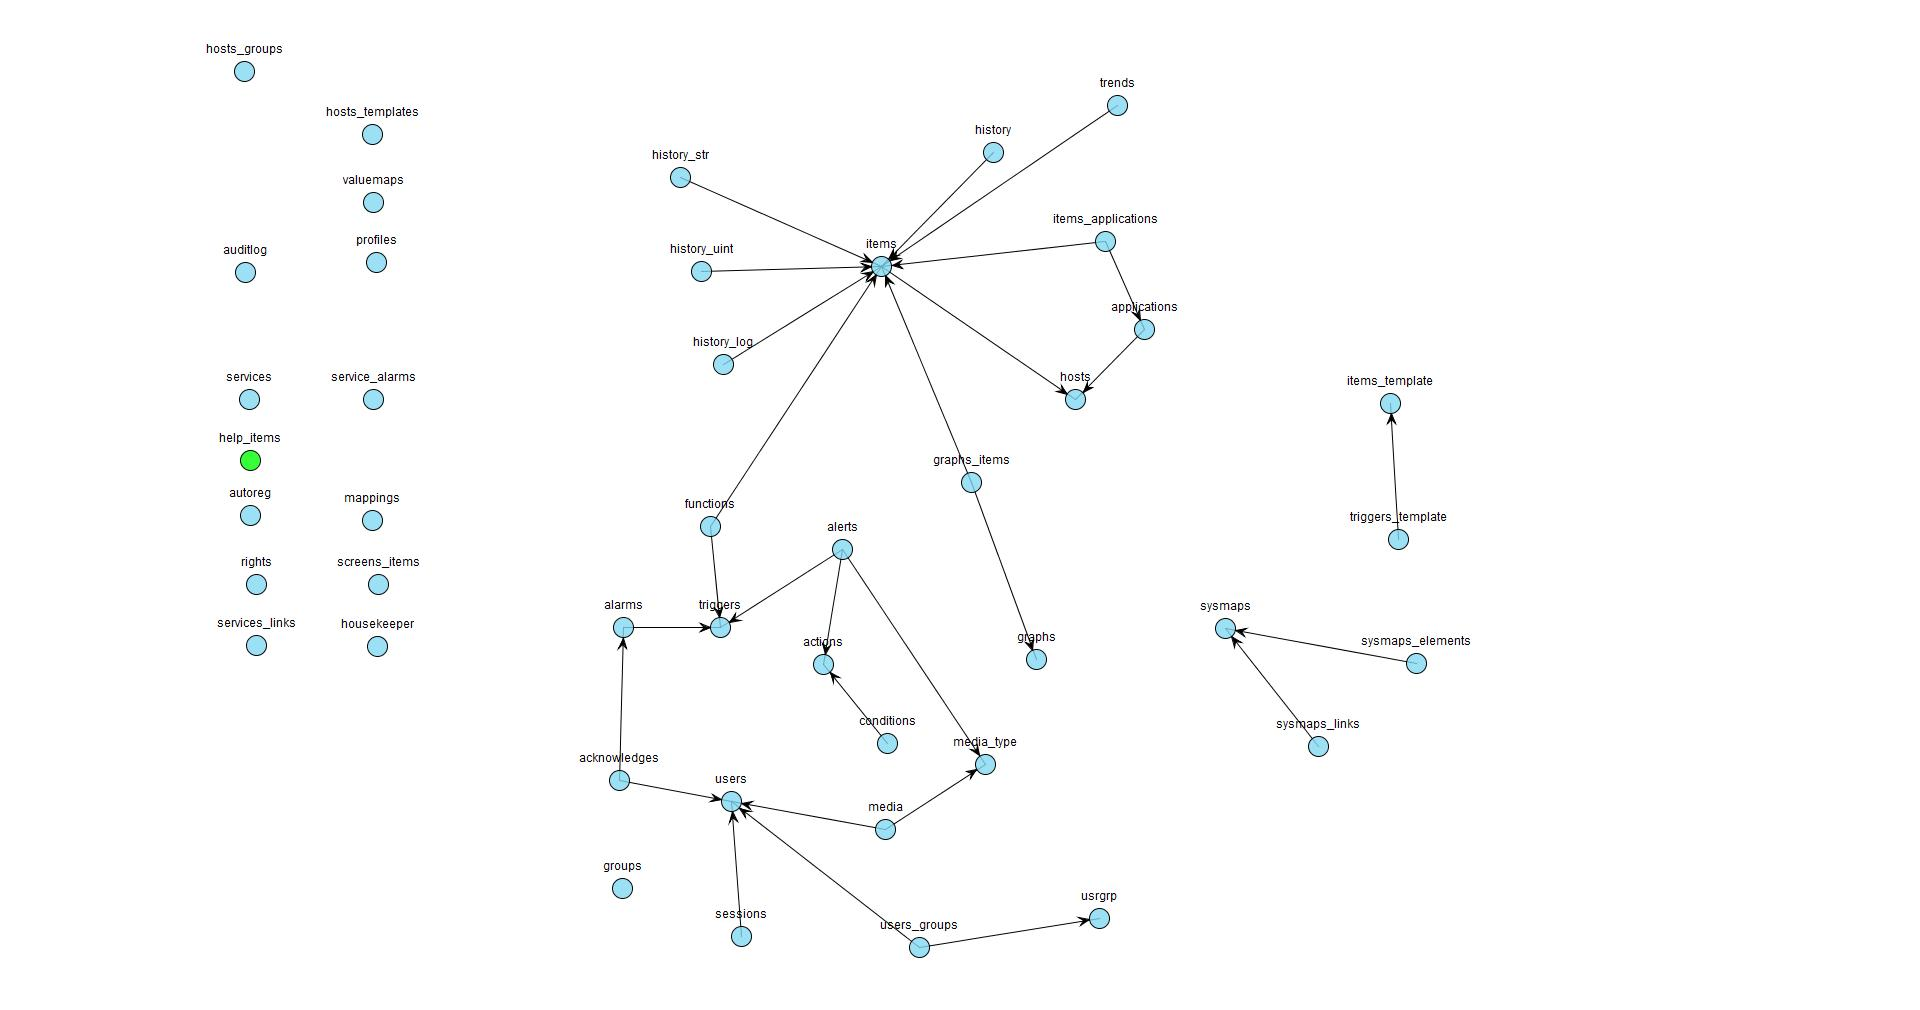 hosts_groups
hosts_templates
valuemaps
auditlog
profiles
services
service_alarms
help_items
autoreg
mappings
rights
screens_items
services_links
housekeeper
trends
history
history_str
items_applications
items
history_uint
applications
history_log
hosts
graphs_items
functions
alerts
alarms
triggers
actions
graphs
conditions
media_type
acknowledges
users
media
groups
sessions
users_groups
usrgrp
items_template
triggers_template
sysmaps
sysmaps_elements
sysmaps_links